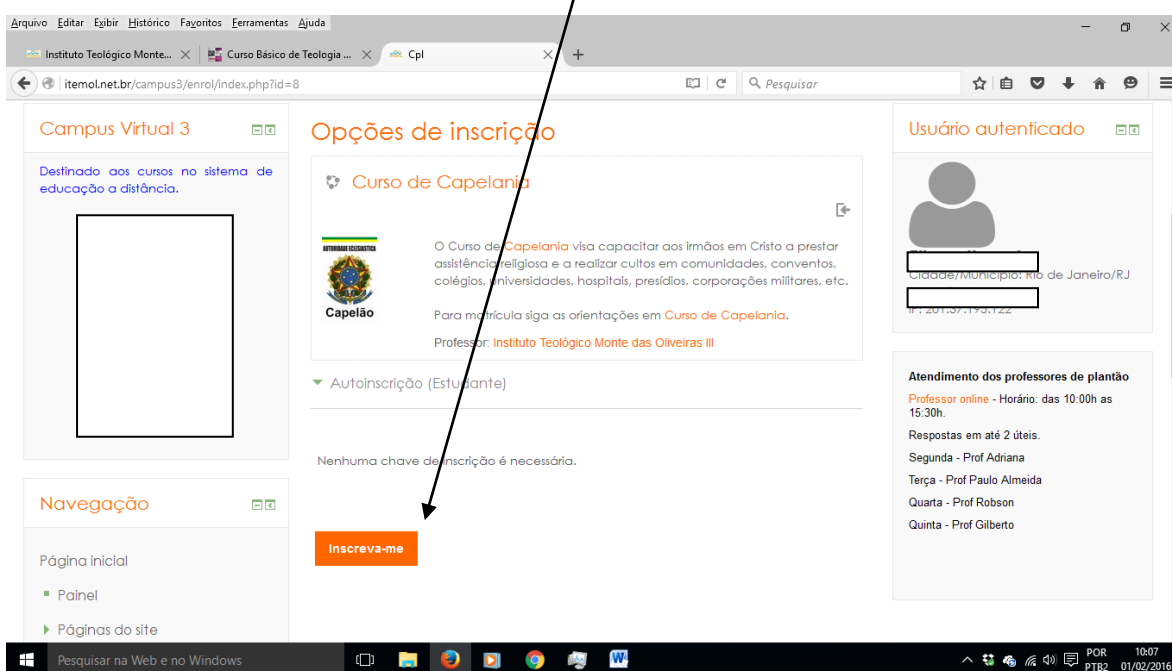 Arquivo Editar Exibir Histórico Favoritos Ferramentas Ajuda
Instituto Teológico Monte...
Curso Básico de Teologia ...
Cpl
itemol.net.br/campus3/enrol/index.php?id=8
Pesquisar
Campus Virtual 3
Destinado aos cursos no sistema de
educação a distância.
Navegação
Página inicial
Painel
Páginas do site
Opções de inscrição
Curso de Capelania
AUTORIDADE ECLESIASTICA
Capelão
O Curso de Capelania visa capacitar aos irmãos em Cristo a prestar
assistência religiosa e a realizar cultos em comunidades, conventos,
colégios, universidades, hospitais, presídios, corporações militares, etc.
Para matrícula siga as orientações em Curso de Capelania.
Professor: Instituto Teológico Monte das Oliveiras III
Autoinscrição (Estudante)
Nenhuma chave de inscrição é necessária.
Inscreva-me
Usuário autenticado
Cidade/Município: Rio de Janeiro/RJ
Atendimento dos professores de plantão
Professor online - Horário: das 10:00h as
15:30h.
Respostas em até 2 úteis.
Segunda - Prof Adriana
Terça - Prof Paulo Almeida
Quarta - Prof Robson
Quinta - Prof Gilberto
Pesquisar na Web e no Windows
POR
PTB2
10:07
01/02/2016